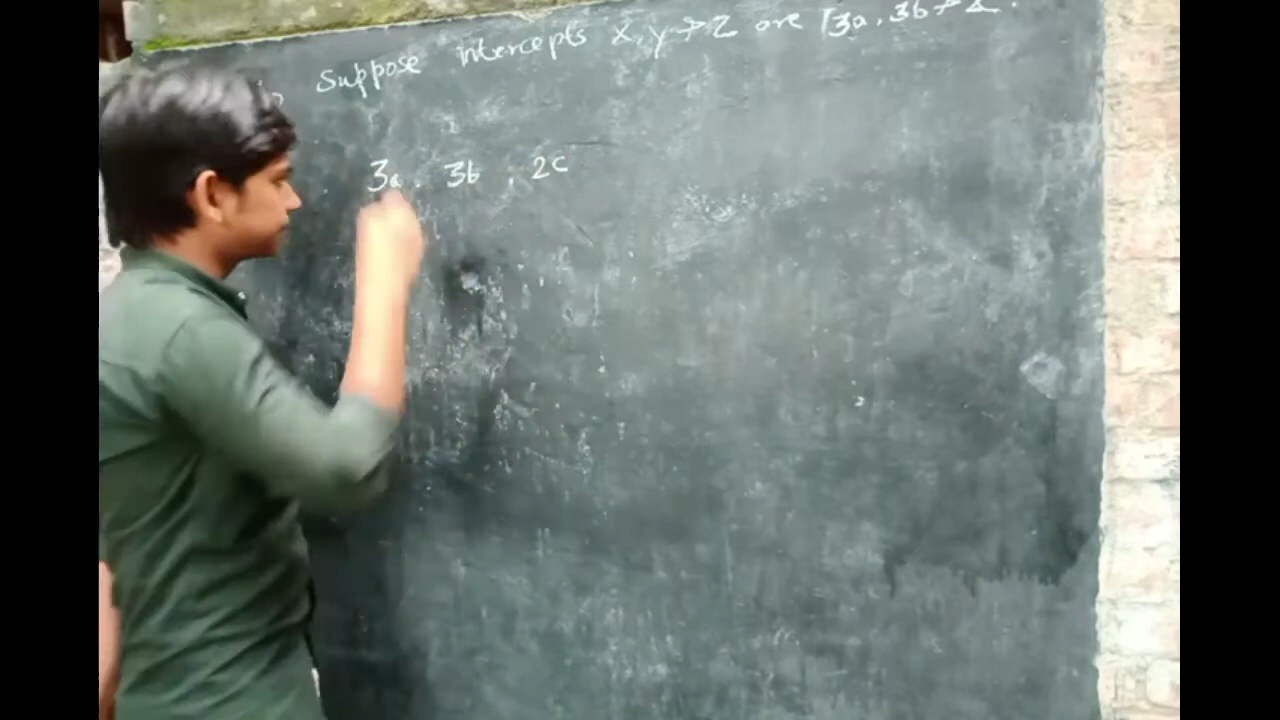 Suppose intercepts x, y → Z are 3a, 3b →
3a, 3b, 2c